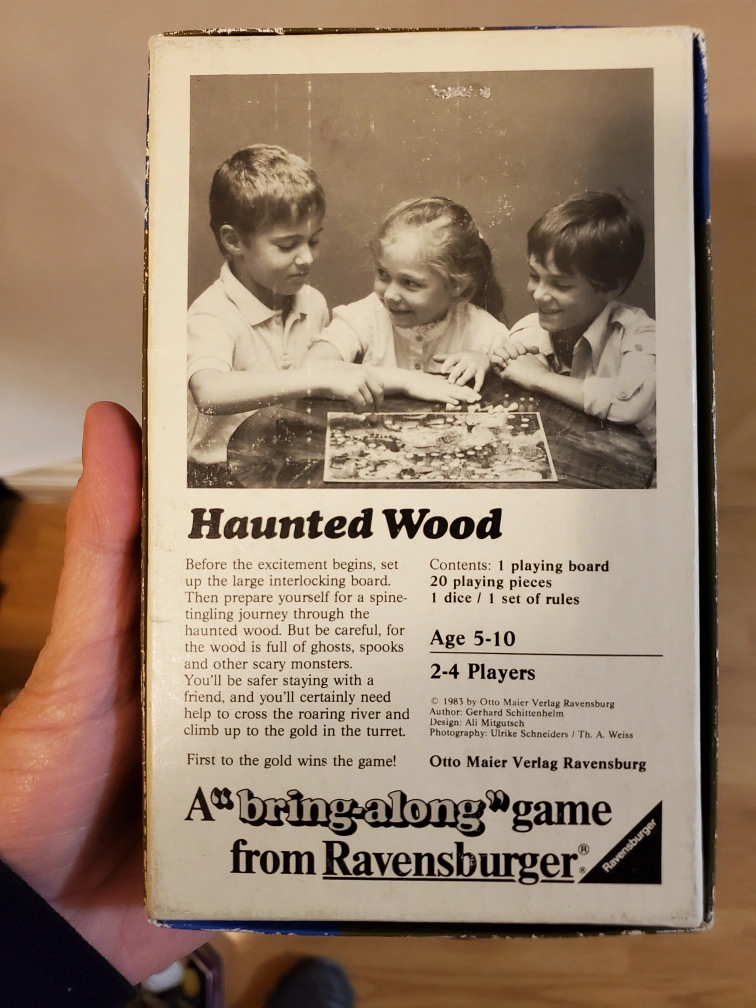 Haunted Wood
Before the excitement begins, set
up the large interlocking board.
Then prepare yourself for a spine-
tingling journey through the
haunted wood. But be careful, for
the wood is full of ghosts, spooks
and other scary monsters.
You'll be safer staying with a
friend, and you'll certainly need
help to cross the roaring river and
climb up to the gold in the turret.
First to the gold wins the game!
Contents: 1 playing board
20 playing pieces
1 dice / 1 set of rules
Age 5-10
2-4 Players
© 1983 by Otto Maier Verlag Ravensburg
Author: Gerhard Schittenhelm
Design: Ali Mitgutsch
Photography: Ulrike Schneiders / Th. A. Weiss
Otto Maier Verlag Ravensburg
A "bring-along" game
from Ravensburger®
Ravensburger